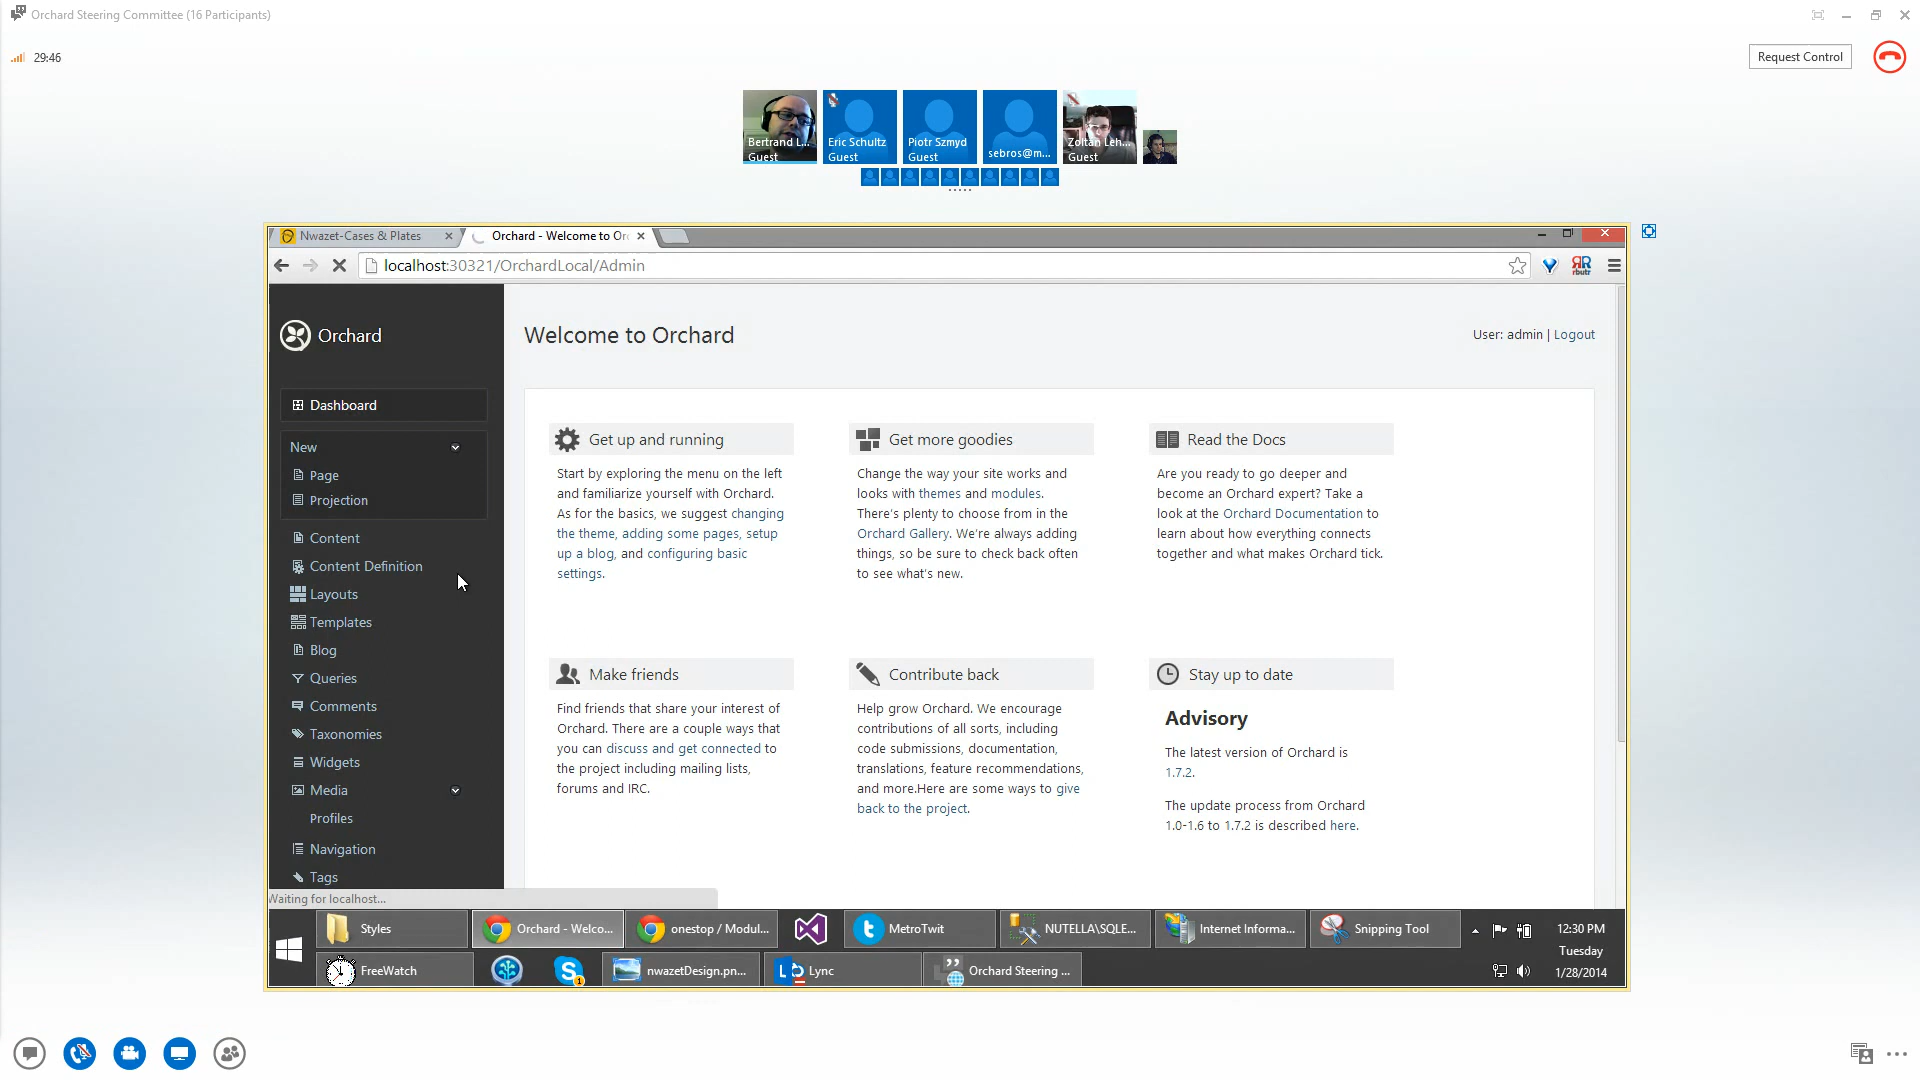 Orchard Steering Committee (16 Participants)
29:46
Request Control
Bertrand L...
Guest
Eric Schultz
Guest
Piotr Szmyd
Guest
sebros@m...
Zoltán Leh...
Guest
Nwazet-Cases & Plates
Orchard - Welcome to Orc
localhost:30321/OrchardLocal/Admin
rbutr
Orchard
Dashboard
New
Page
Projection
Content
Content Definition
Layouts
Templates
Blog
Queries
Comments
Taxonomies
Widgets
Media
Profiles
Navigation
Tags
Waiting for localhost...
Welcome to Orchard
User: admin | Logout
Get up and running
Start by exploring the menu on the left
and familiarize yourself with Orchard.
As for the basics, we suggest changing
the theme, adding some pages, setup
up a blog, and configuring basic
settings.
Get more goodies
Change the way your site works and
looks with themes and modules.
There's plenty to choose from in the
Orchard Gallery. We're always adding
things, so be sure to check back often
to see what's new.
Read the Docs
Are you ready to go deeper and
become an Orchard expert? Take a
look at the Orchard Documentation to
learn about how everything connects
together and what makes Orchard tick.
Make friends
Find friends that share your interest of
Orchard. There are a couple ways that
you can discuss and get connected to
the project including mailing lists,
forums and IRC.
Contribute back
Help grow Orchard. We encourage
contributions of all sorts, including
code submissions, documentation,
translations, feature recommendations,
and more.Here are some ways to give
back to the project.
Stay up to date
Advisory
The latest version of Orchard is
1.7.2.
The update process from Orchard
1.0-1.6 to 1.7.2 is described here.
Styles
Orchard - Welco...
onestop / Modul...
MetroTwit
NUTELLA\SQLE...
Internet Informa...
Snipping Tool
12:30 PM
Tuesday
1/28/2014
FreeWatch
nwazetDesign.pn...
Lync
Orchard Steering ...